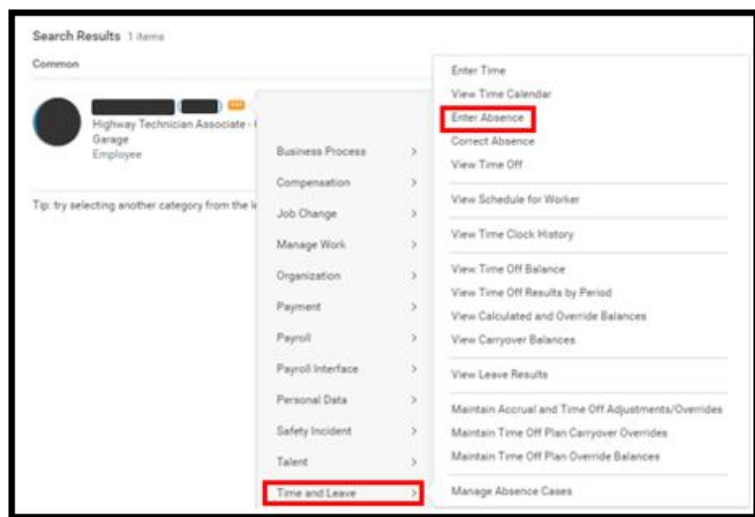 Search Results 1 items
Common
Highway Technician Associate -
Garage
Employee
Tip: try selecting another category from the
Business Process
Compensation
Job Change
Manage Work
Organization
Payment
Payroll
Payroll Interface
Personal Data
Safety Incident
Talent
Time and Leave
Enter Time
View Time Calendar
Enter Absence
Correct Absence
View Time Off
View Schedule for Worker
View Time Clock History
View Time Off Balance
View Time Off Results by Period
View Calculated and Override Balances
View Carryover Balances
View Leave Results
Maintain Accrual and Time Off Adjustments/Overrides
Maintain Time Off Plan Carryover Overrides
Maintain Time Off Plan Override Balances
Manage Absence Cases